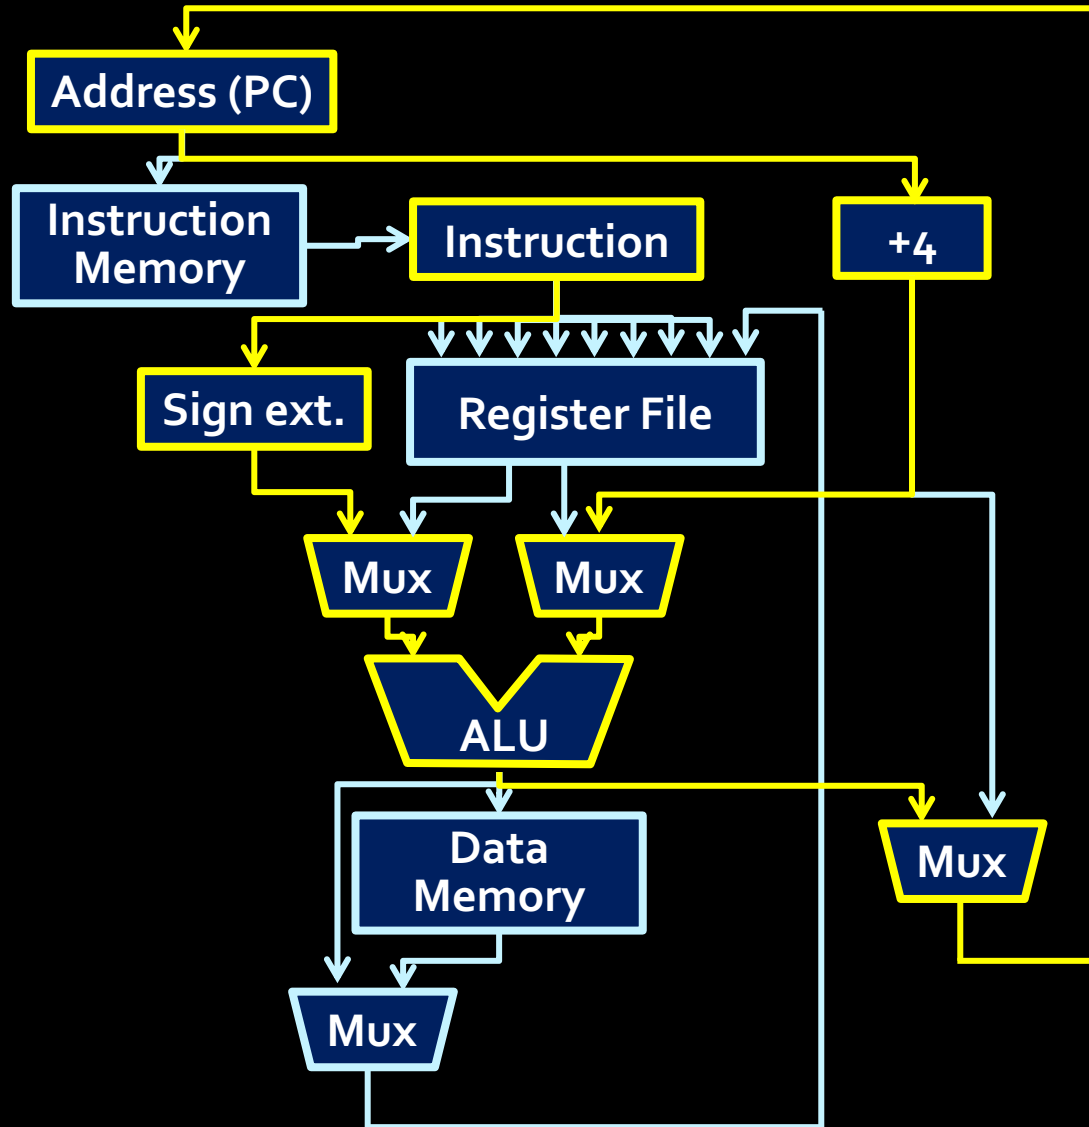 Address (PC)
Instruction
Memory
Instruction
+4
Sign ext.
Register File
Mux
Mux
ALU
Data
Memory
Mux
Mux